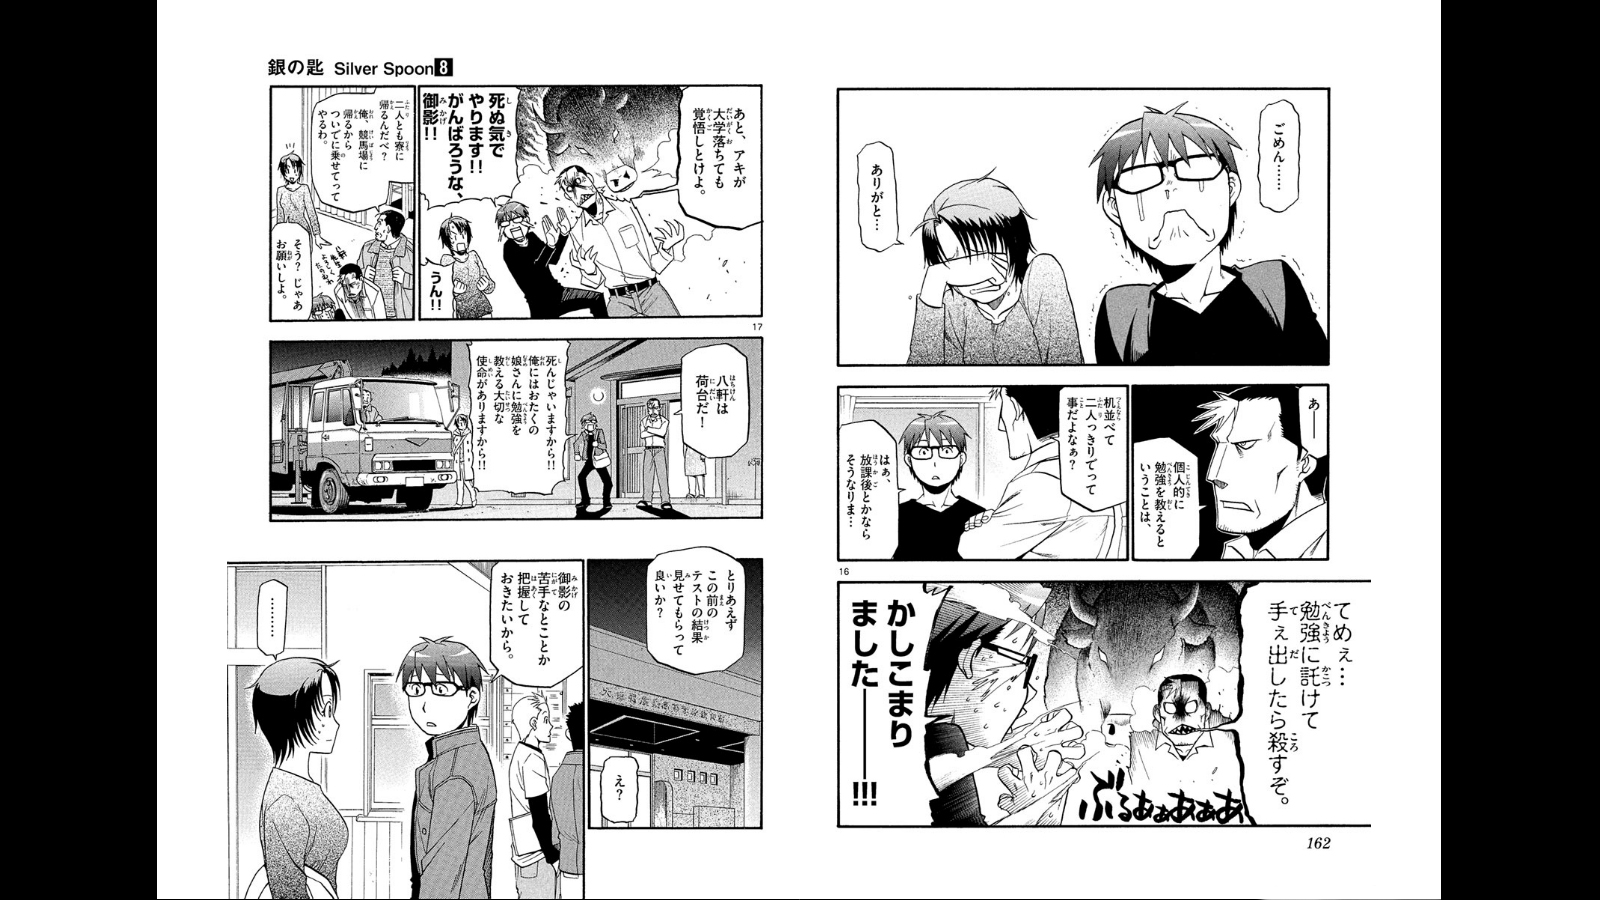 ごめん……
ありがと…
あ――
個人的に
勉強を教えると
いうことは、
机並べて
二人っきりでって
事だよなぁ？
はぁ、
放課後とかなら
そうなりま…
てめぇ…
勉強に託けて
手ぇ出したら殺すぞ。
ぶるあぁあぁあぁ
かしこまり
ました――!!!
16
162
銀の匙 Silver Spoon 8
あと、アキが
大学落ちても
覚悟しとけよ。
死ぬ気で
やります!!
がんばろうな、
御影!!
うん!!
二人とも寮に
帰るんだべ？
俺、競馬場に
帰るから
ついでに乗せてって
やるわ。
そう？じゃあ
お願いしよ。
17
八軒は
荷台だ！
死んじゃいますから!!
俺にはおたくの
娘さんに勉強を
教える大切な
使命がありますから!!
とりあえず
この前の
テストの結果
見せてもらって
良いか？
え？
御影の
苦手なとことか
把握して
おきたいから。
………